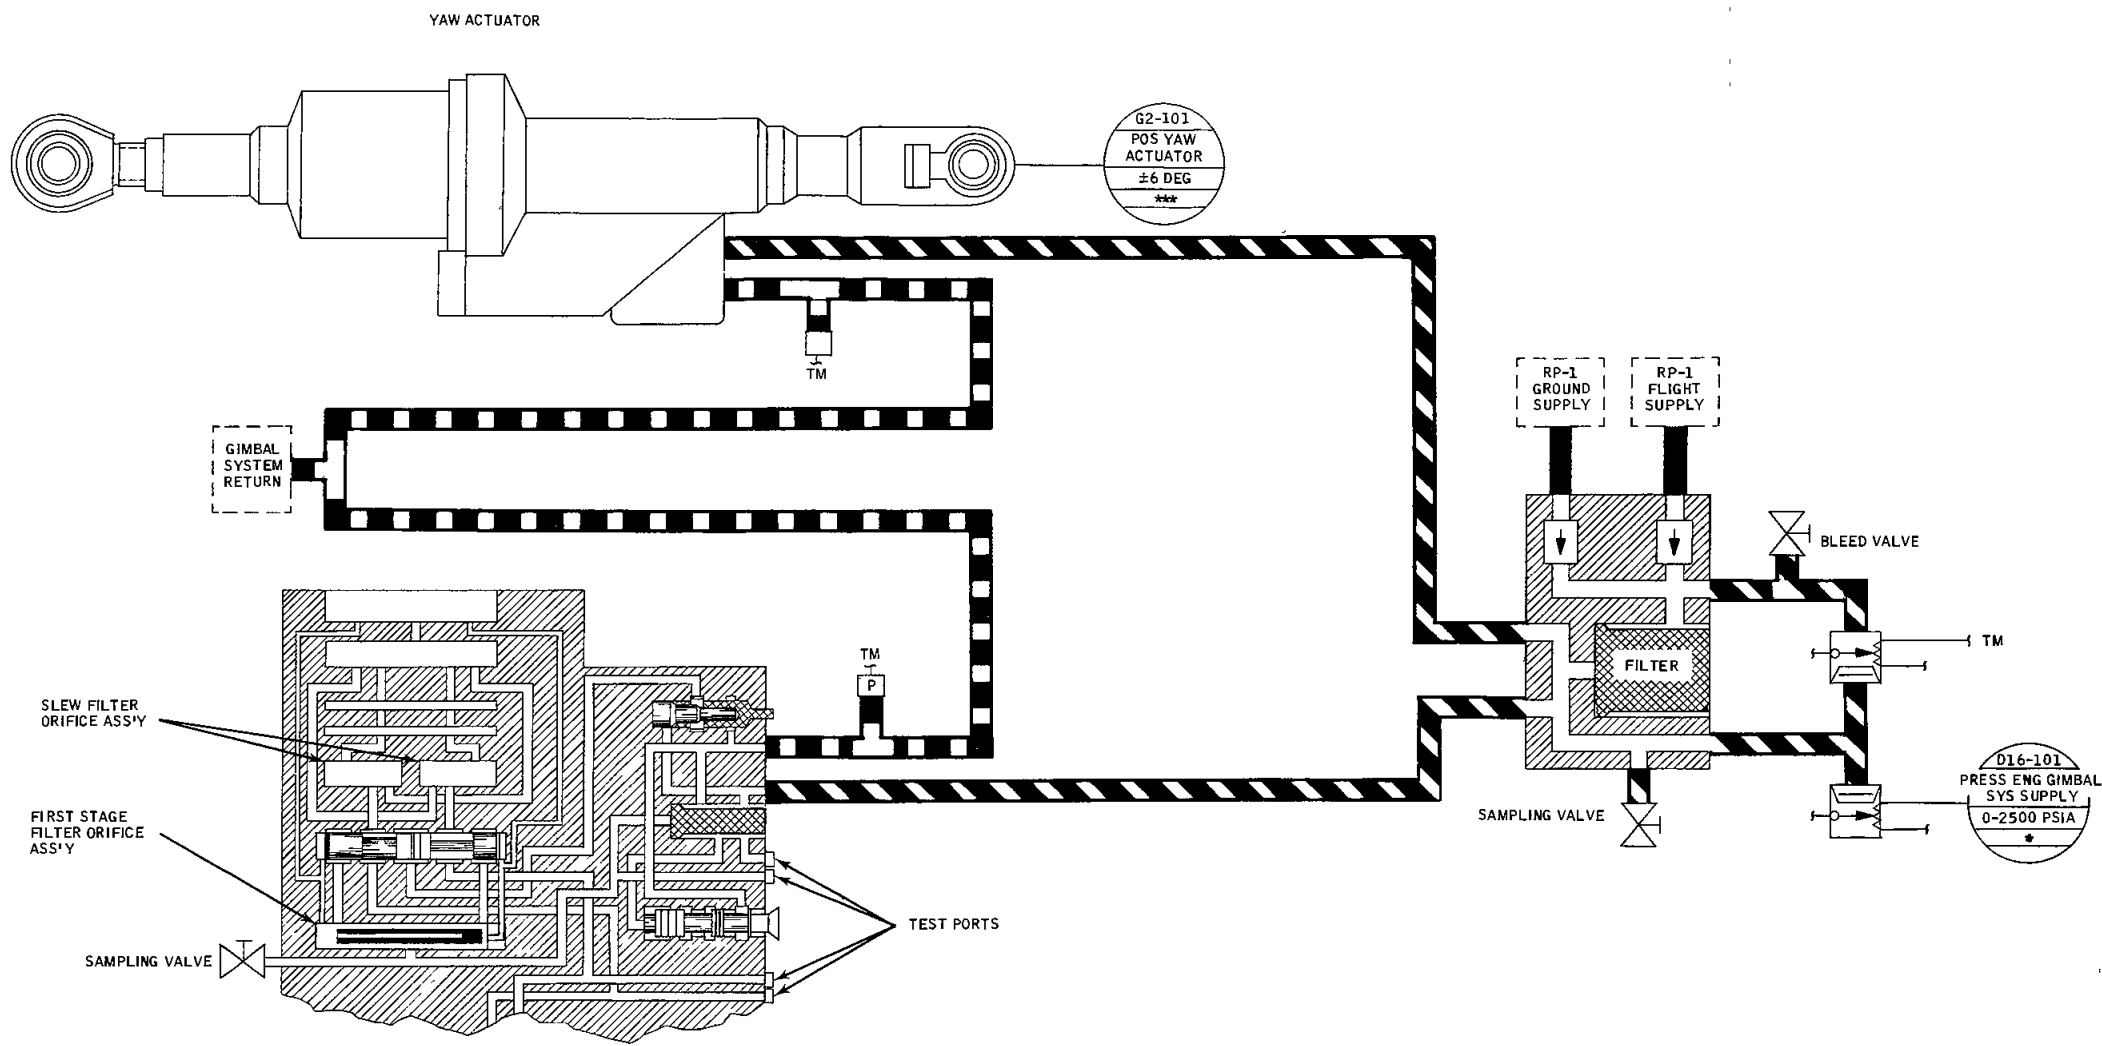 YAW ACTUATOR
G2-101
POS YAW
ACTUATOR
±6 DEG
***
TM
RP-1
GROUND
SUPPLY
RP-1
FLIGHT
SUPPLY
GIMBAL
SYSTEM
RETURN
BLEED VALVE
TM
FILTER
TM
P
SLEW FILTER
ORIFICE ASS'Y
D16-101
PRESS ENG GIMBAL
SYS SUPPLY
0-2500 PSIA
*
SAMPLING VALVE
FIRST STAGE
FILTER ORIFICE
ASS'Y
TEST PORTS
SAMPLING VALVE